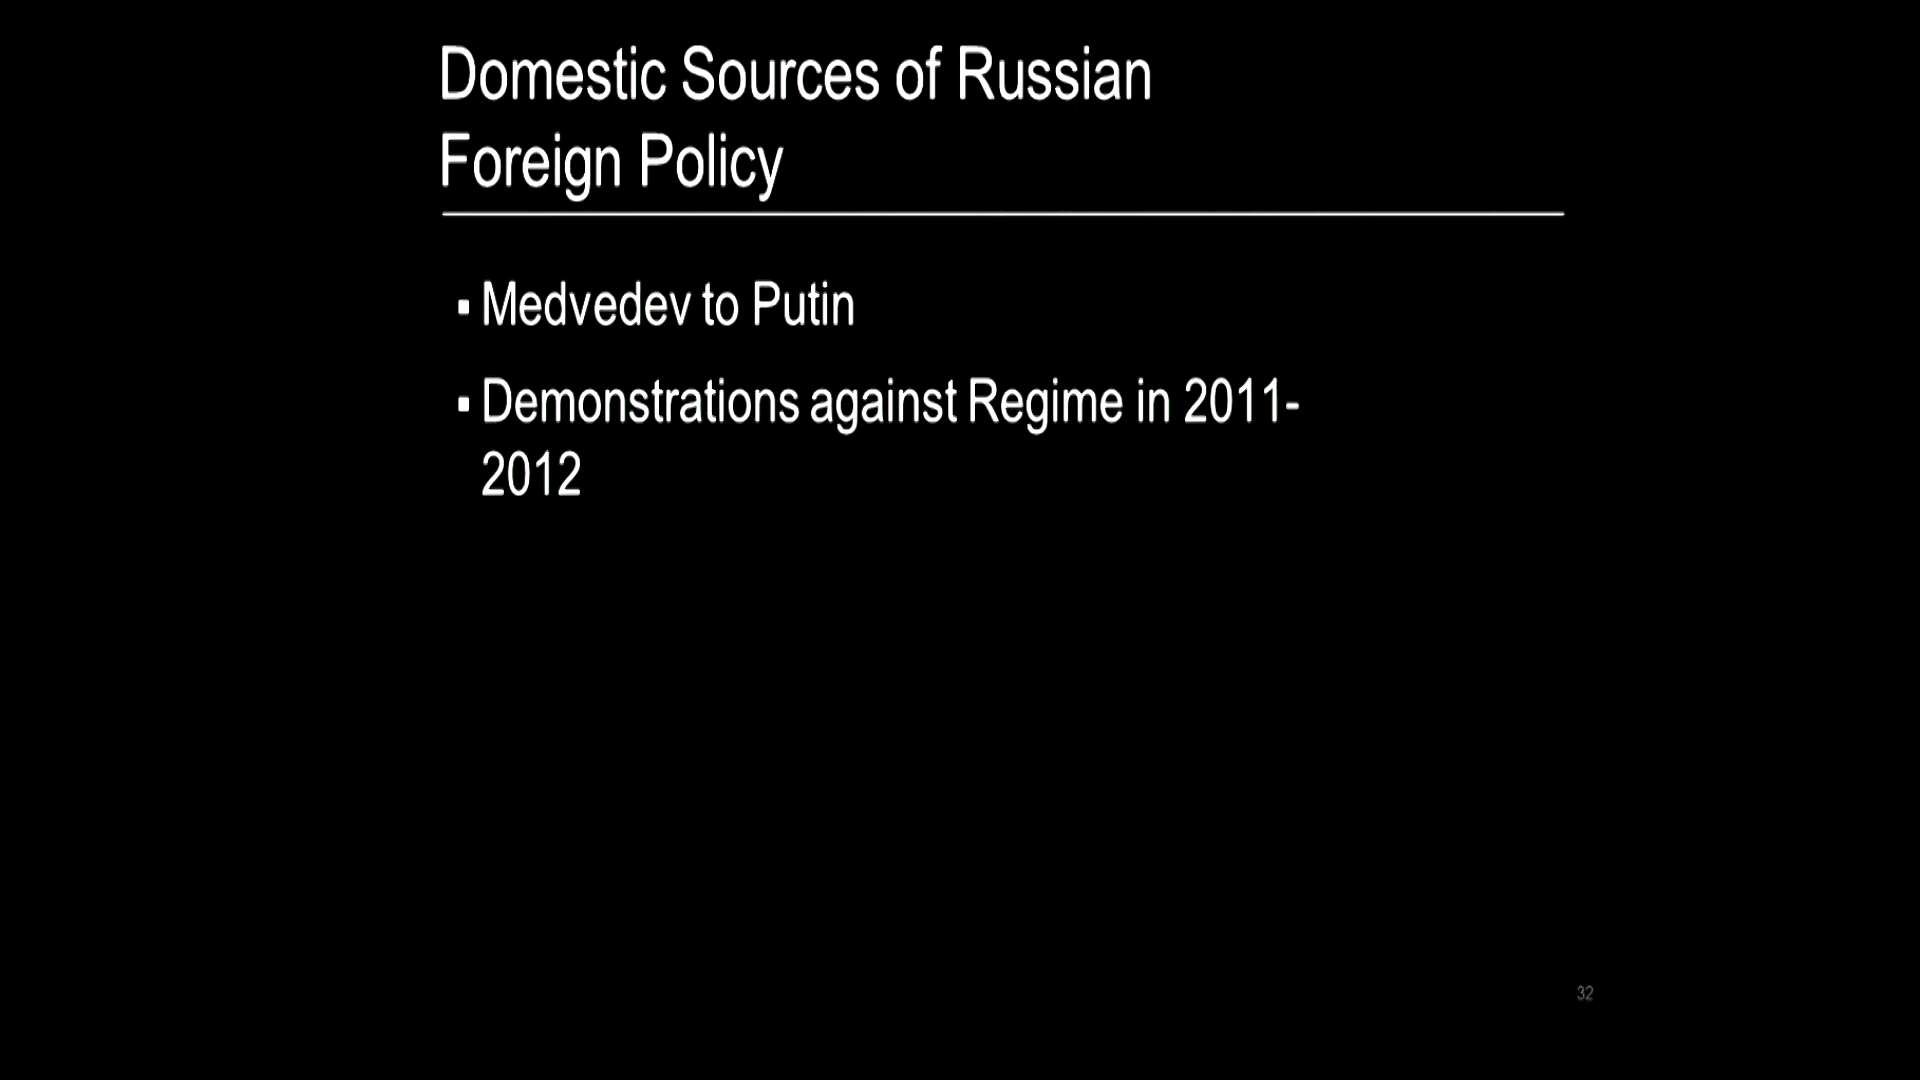 Domestic Sources of Russian
Foreign Policy
▪ Medvedev to Putin
▪ Demonstrations against Regime in 2011-
2012
32